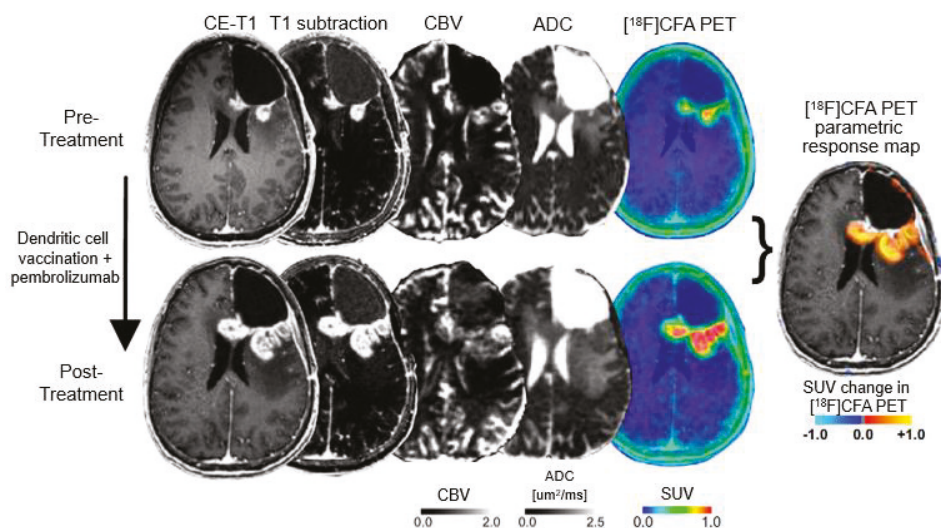 CE-T1 T1 subtraction CBV ADC [¹⁸F]CFA PET
Pre-
Treatment
Dendritic cell
vaccination +
pembrolizumab
Post-
Treatment
[¹⁸F]CFA PET
parametric
response map
}
SUV change in
[¹⁸F]CFA PET
-1.0 0.0 +1.0
CBV
0.0 2.0
ADC
[um²/ms]
0.0 2.5
SUV
0.0 1.0